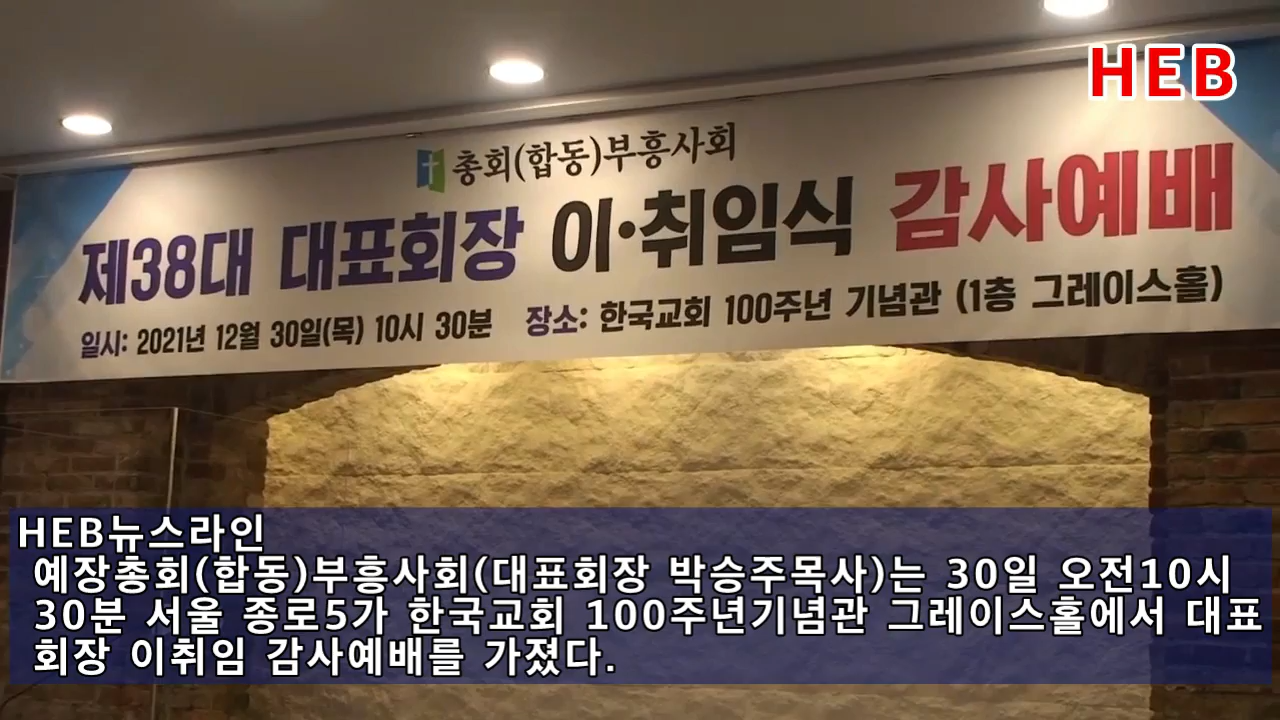 HEB
총회(합동)부흥사회
제38대 대표회장 이·취임식 감사예배
일시: 2021년 12월 30일(목) 10시 30분 장소: 한국교회 100주년 기념관 (1층 그레이스홀)
HEB뉴스라인
예장총회(합동)부흥사회(대표회장 박승주목사)는 30일 오전10시
30분 서울 종로5가 한국교회 100주년기념관 그레이스홀에서 대표
회장 이취임 감사예배를 가졌다.